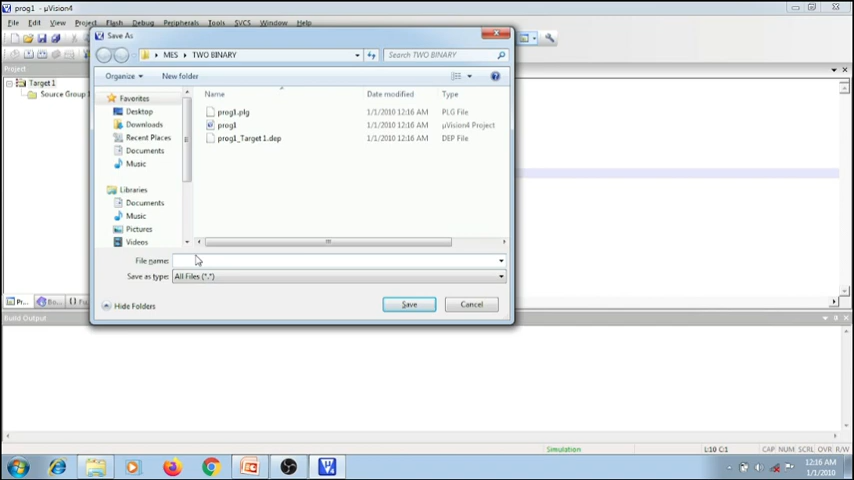 prog1 - µVision4
File Edit View Project Flash Debug Peripherals Tools SVCS Window Help
Save As
MES TWO BINARY
Search TWO BINARY
Organize New folder
Project
Target 1
Source Group 1
Favorites
Desktop
Downloads
Recent Places
Documents
Music
Libraries
Documents
Music
Pictures
Videos
Name Date modified Type
prog1.plg 1/1/2010 12:16 AM PLG File
prog1 1/1/2010 12:16 AM µVision4 Project
prog1_Target 1.dep 1/1/2010 12:16 AM DEP File
File name:
Save as type: All Files (*.*)
Hide Folders Save Cancel
Pr... Bo... {} Fu
Build Output
Simulation L:10 C:1 CAP NUM SCRL OVR R/W
12:16 AM
1/1/2010